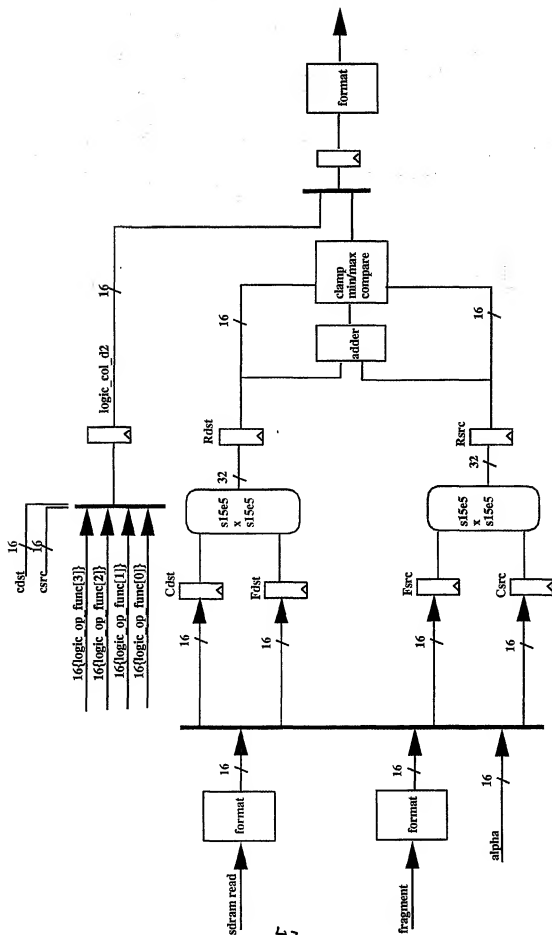 cdst
16
csrc
16
16{logic_op_func[3]}
16{logic_op_func[2]}
16{logic_op_func[1]}
16{logic_op_func[0]}
logic_col_d2
16
sdram read
format
16
fragment
format
16
alpha
16
16
Cdst
16
Fdst
16
Fsrc
16
Csrc
s15e5
x
s15e5
32
Rdst
16
s15e5
x
s15e5
32
Rsrc
16
adder
clamp
min/max
compare
format